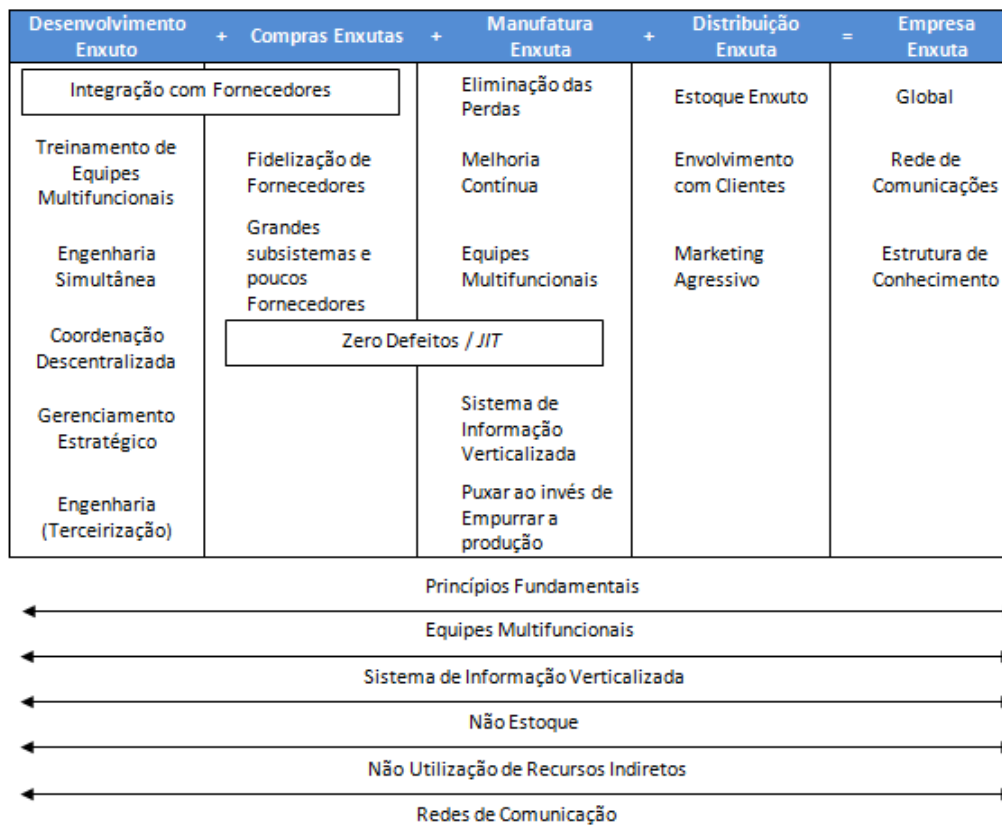 Desenvolvimento
Enxuto
+
Compras Enxutas
+
Manufatura
Enxuta
+
Distribuição
Enxuta
=
Empresa
Enxuta
Integração com Fornecedores
Treinamento de
Equipes
Multifuncionais
Engenharia
Simultânea
Coordenação
Descentralizada
Gerenciamento
Estratégico
Engenharia
(Terceirização)
Fidelização de
Fornecedores
Grandes
subsistemas e
poucos
Fornecedores
Zero Defeitos / JIT
Eliminação das
Perdas
Melhoria
Contínua
Equipes
Multifuncionais
Sistema de
Informação
Verticalizada
Puxar ao invés de
Empurrar a
produção
Estoque Enxuto
Envolvimento
com Clientes
Marketing
Agressivo
Global
Rede de
Comunicações
Estrutura de
Conhecimento
Princípios Fundamentais
Equipes Multifuncionais
Sistema de Informação Verticalizada
Não Estoque
Não Utilização de Recursos Indiretos
Redes de Comunicação